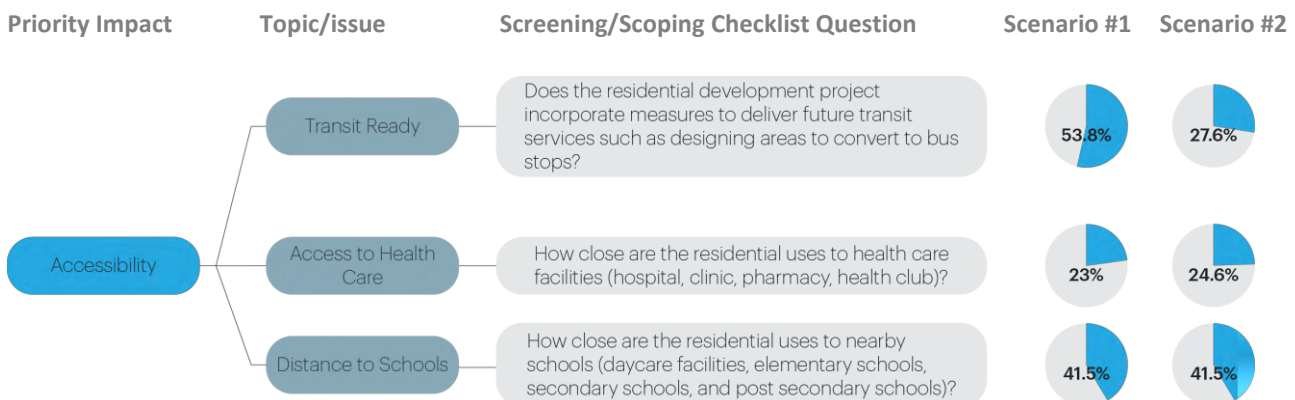 Priority Impact Topic/issue Screening/Scoping Checklist Question Scenario #1 Scenario #2
Does the residential development project
incorporate measures to deliver future transit
services such as designing areas to convert to bus
stops?
Transit Ready
53.8%
27.6%
Accessibility
Access to Health
Care
How close are the residential uses to health care
facilities (hospital, clinic, pharmacy, health club)?
23%
24.6%
Distance to Schools
How close are the residential uses to nearby
schools (daycare facilities, elementary schools,
secondary schools, and post secondary schools)?
41.5%
41.5%